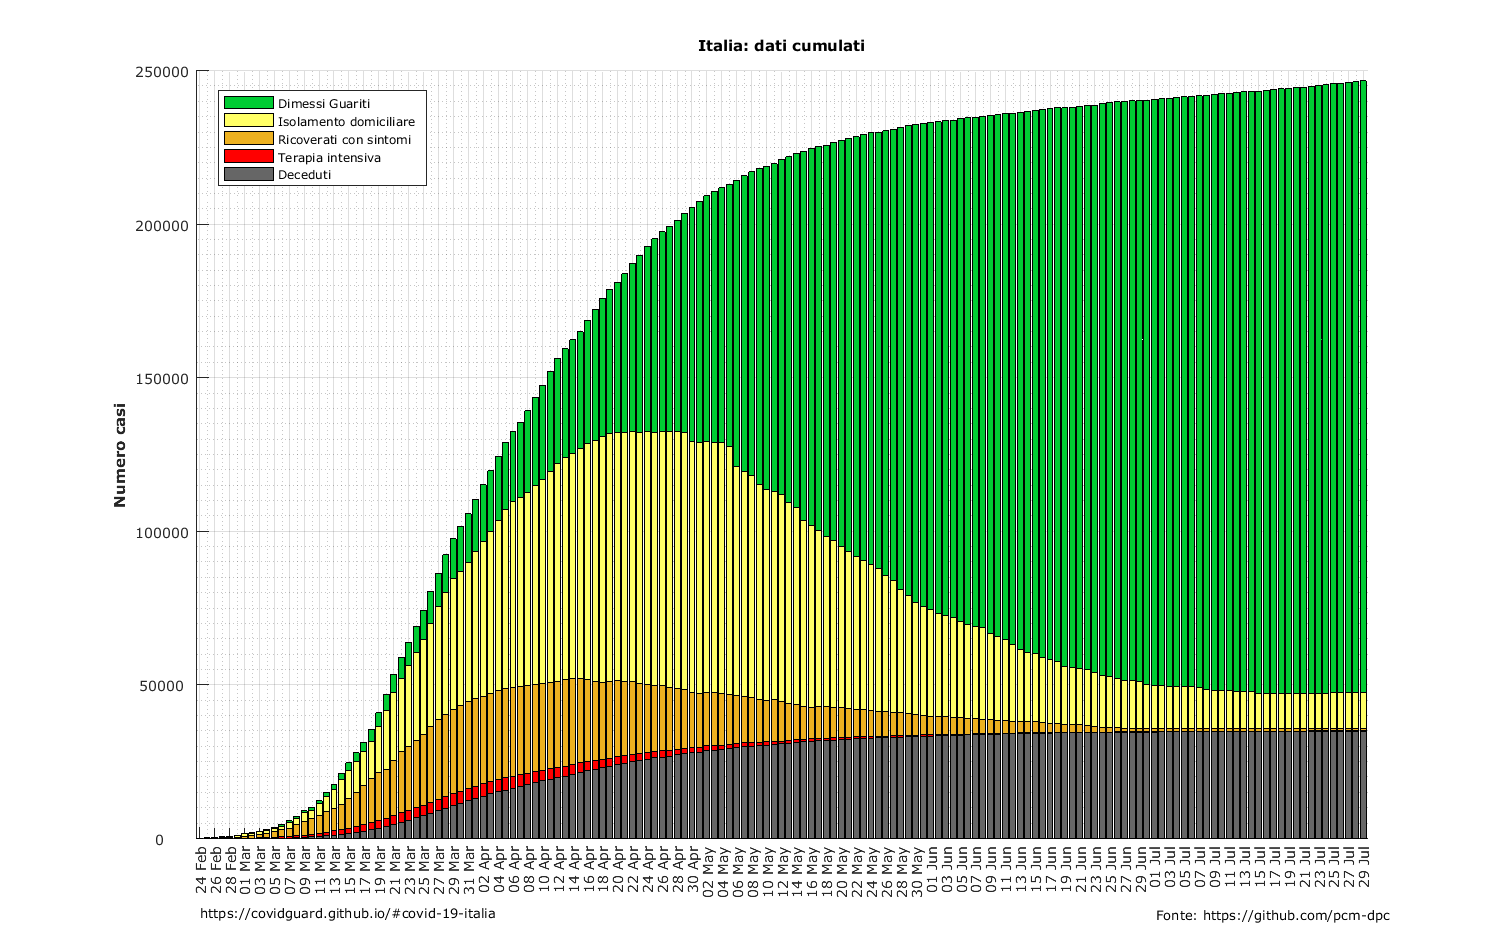 Italia: dati cumulati
250000
200000
150000
100000
50000
0
Numero casi
Dimessi Guariti
Isolamento domiciliare
Ricoverati con sintomi
Terapia intensiva
Deceduti
24 Feb
26 Feb
28 Feb
01 Mar
03 Mar
05 Mar
07 Mar
09 Mar
11 Mar
13 Mar
15 Mar
17 Mar
19 Mar
21 Mar
23 Mar
25 Mar
27 Mar
29 Mar
31 Mar
02 Apr
04 Apr
06 Apr
08 Apr
10 Apr
12 Apr
14 Apr
16 Apr
18 Apr
20 Apr
22 Apr
24 Apr
26 Apr
28 Apr
30 Apr
02 May
04 May
06 May
08 May
10 May
12 May
14 May
16 May
18 May
20 May
22 May
24 May
26 May
28 May
30 May
01 Jun
03 Jun
05 Jun
07 Jun
09 Jun
11 Jun
13 Jun
15 Jun
17 Jun
19 Jun
21 Jun
23 Jun
25 Jun
27 Jun
29 Jun
01 Jul
03 Jul
05 Jul
07 Jul
09 Jul
11 Jul
13 Jul
15 Jul
17 Jul
19 Jul
21 Jul
23 Jul
25 Jul
27 Jul
29 Jul
https://covidguard.github.io/#covid-19-italia
Fonte: https://github.com/pcm-dpc